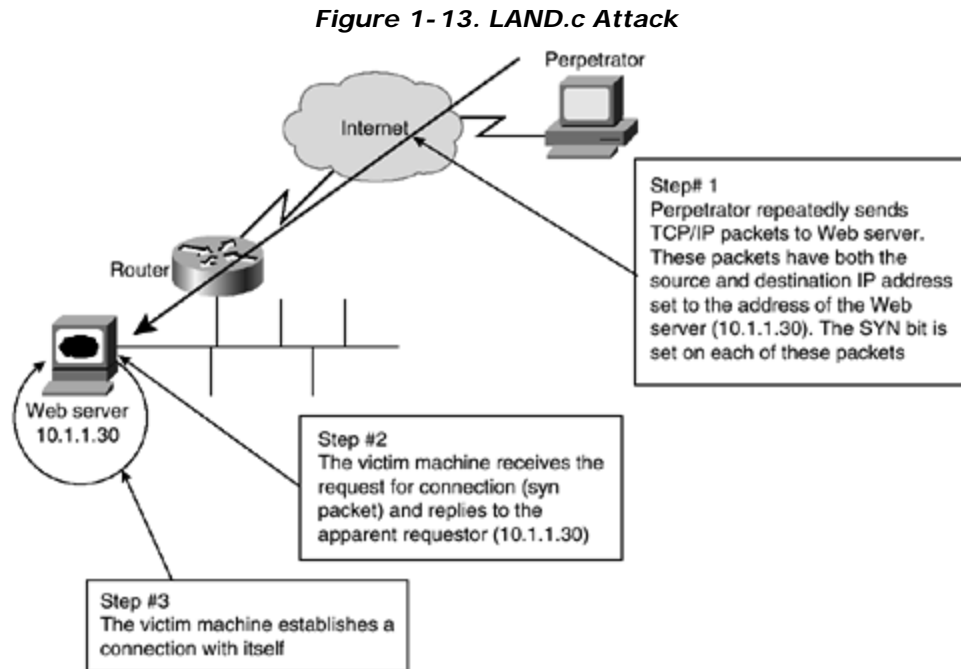 Figure 1-13. LAND.c Attack
Perpetrator
Internet
Step# 1
Perpetrator repeatedly sends
TCP/IP packets to Web server.
These packets have both the
source and destination IP address
set to the address of the Web
server (10.1.1.30). The SYN bit is
set on each of these packets
Router
Web server
10.1.1.30
Step #2
The victim machine receives the
request for connection (syn
packet) and replies to the
apparent requestor (10.1.1.30)
Step #3
The victim machine establishes a
connection with itself